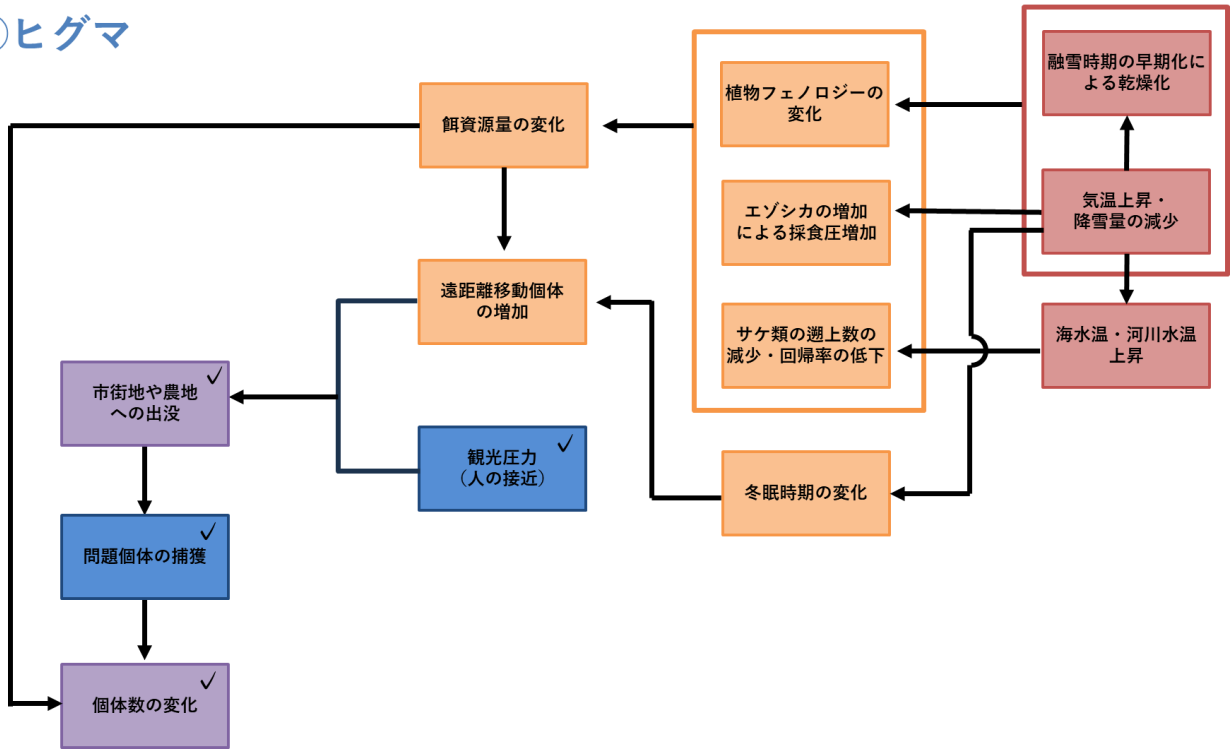 ヒグマ
融雪時期の早期化に
よる乾燥化
植物フェノロジーの
変化
餌資源量の変化
気温上昇・
降雪量の減少
エゾシカの増加
による採食圧増加
遠距離移動個体
の増加
サケ類の遡上数の
減少・回帰率の低下
海水温・河川水温
上昇
市街地や農地
への出没
観光圧力
(人の接近)
冬眠時期の変化
問題個体の捕獲
個体数の変化